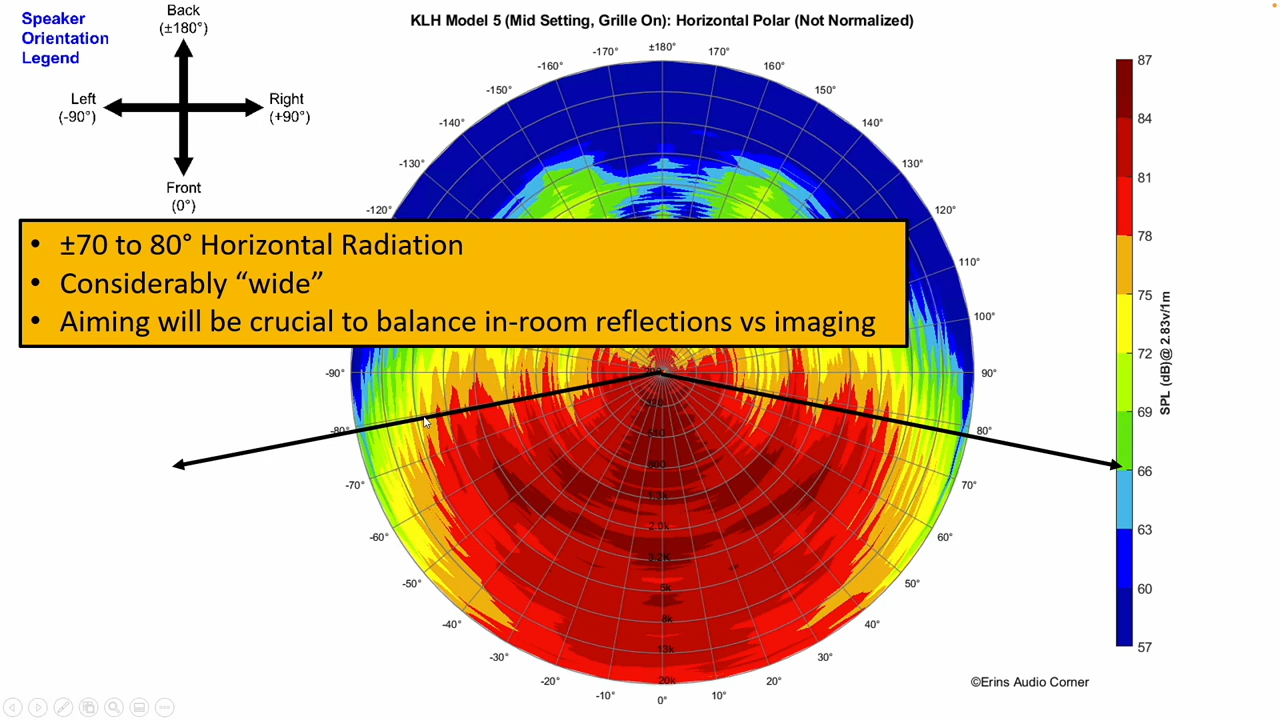 KLH Model 5 (Mid Setting, Grille On): Horizontal Polar (Not Normalized)
Speaker
Orientation
Legend
Back
(±180°)
Left
(-90°)
Right
(+90°)
Front
(0°)
• ±70 to 80° Horizontal Radiation
• Considerably “wide”
• Aiming will be crucial to balance in-room reflections vs imaging
±180°
-170°
170°
-160°
160°
-150°
150°
-140°
140°
-130°
130°
-120°
120°
110°
100°
-90°
90°
-80°
80°
-70°
70°
-60°
60°
-50°
50°
-40°
40°
-30°
30°
-20°
20°
-10°
10°
0°
2.0k
3.2k
5k
8k
13k
20k
87
84
81
78
75
72
69
66
63
60
57
SPL (dB)@ 2.83v/1m
©Erins Audio Corner